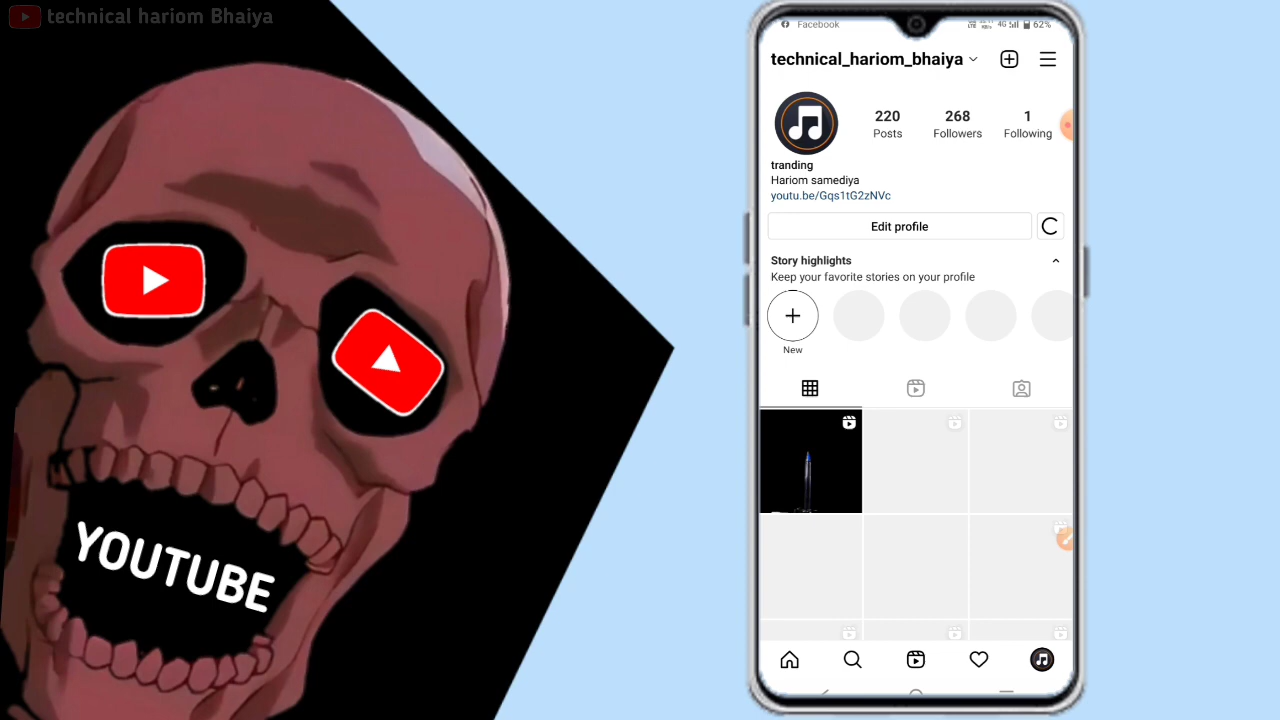 technical hariom Bhaiya
YOUTUBE
Facebook
4G
62%
technical_hariom_bhaiya
220
268
1
Posts
Followers
Following
tranding
Hariom samediya
youtu.be/Gqs1tG2zNVc
Edit profile
Story highlights
Keep your favorite stories on your profile
New